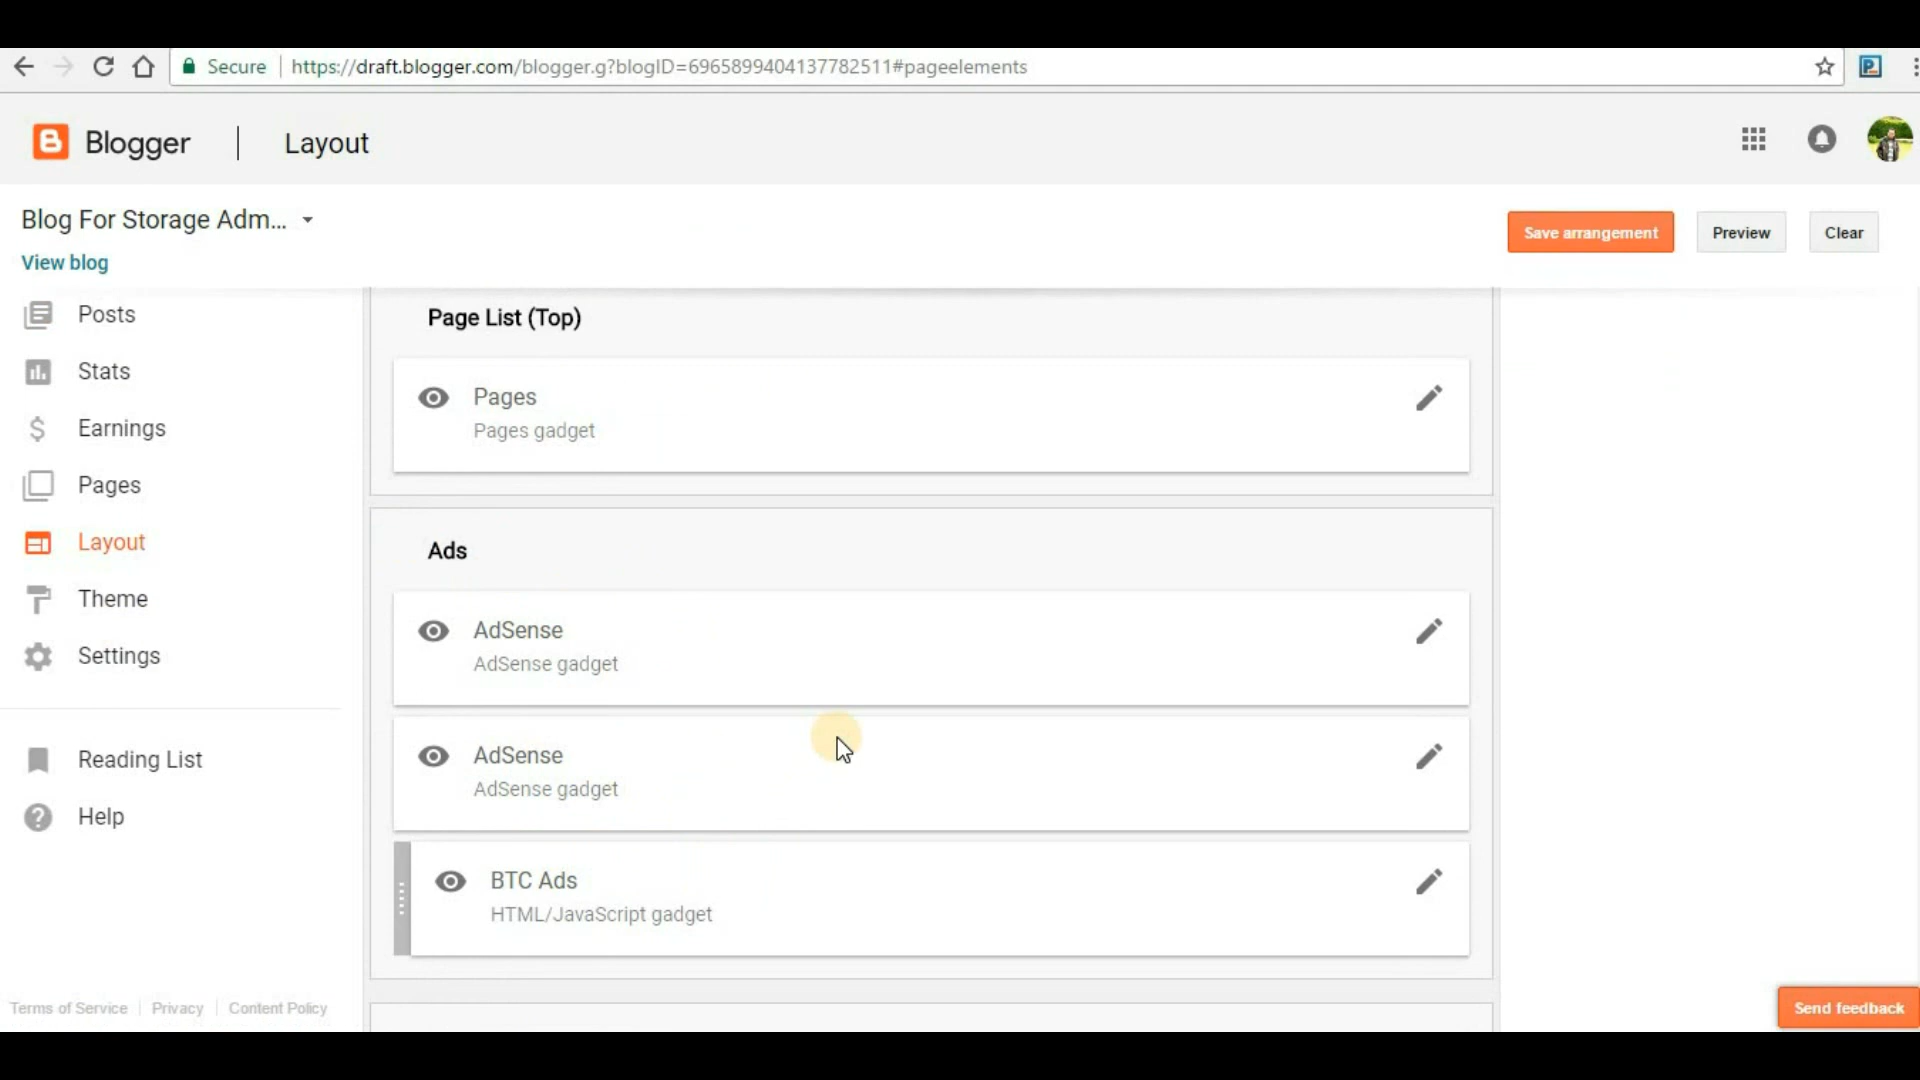 Secure https://draft.blogger.com/blogger.g?blogID=6965899404137782511#pageelements
Blogger Layout
Blog For Storage Adm...
Save arrangement Preview Clear
View blog
Posts
Stats
Earnings
Pages
Layout
Theme
Settings
Reading List
Help
Terms of Service Privacy Content Policy
Page List (Top)
Pages
Pages gadget
Ads
AdSense
AdSense gadget
AdSense
AdSense gadget
BTC Ads
HTML/JavaScript gadget
Send feedback